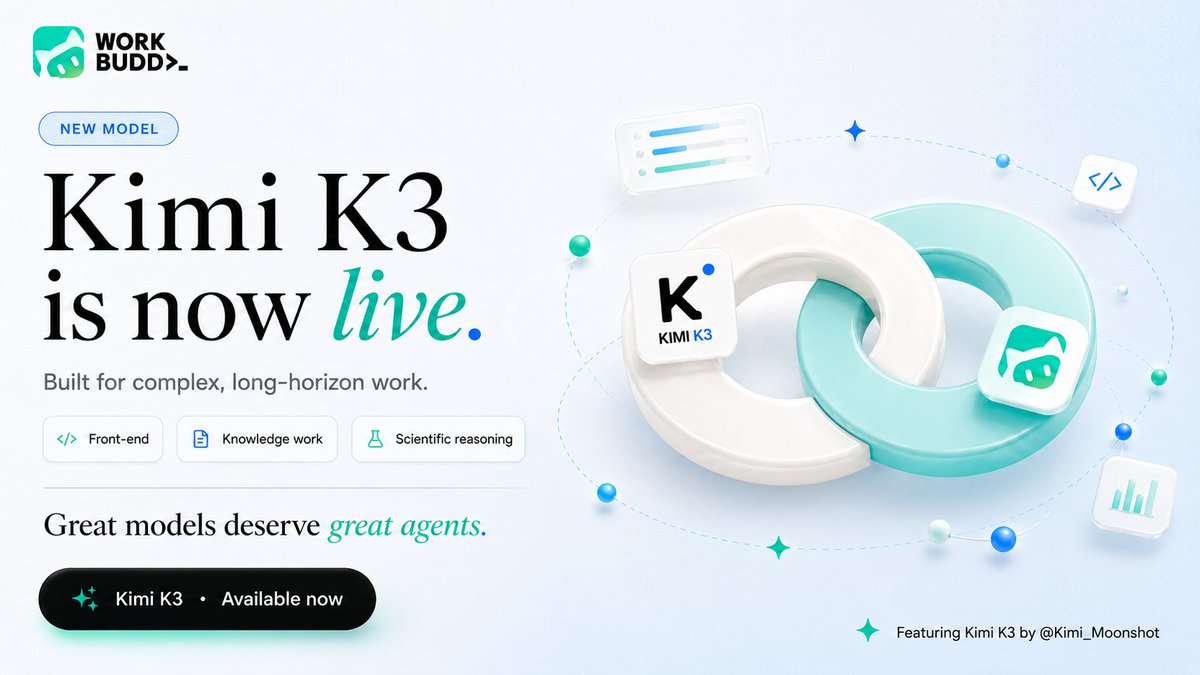 WORK
BUDD>_
NEW MODEL
Kimi K3
is now live.
Built for complex, long-horizon work.
</> Front-end
Knowledge work
Scientific reasoning
Great models deserve great agents.
Kimi K3 • Available now
</>
K
KIMI K3
Featuring Kimi K3 by @Kimi_Moonshot